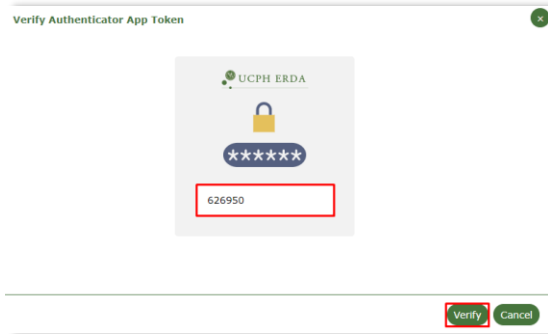 Verify Authenticator App Token
×
UCPH ERDA
******
626950
Verify Cancel